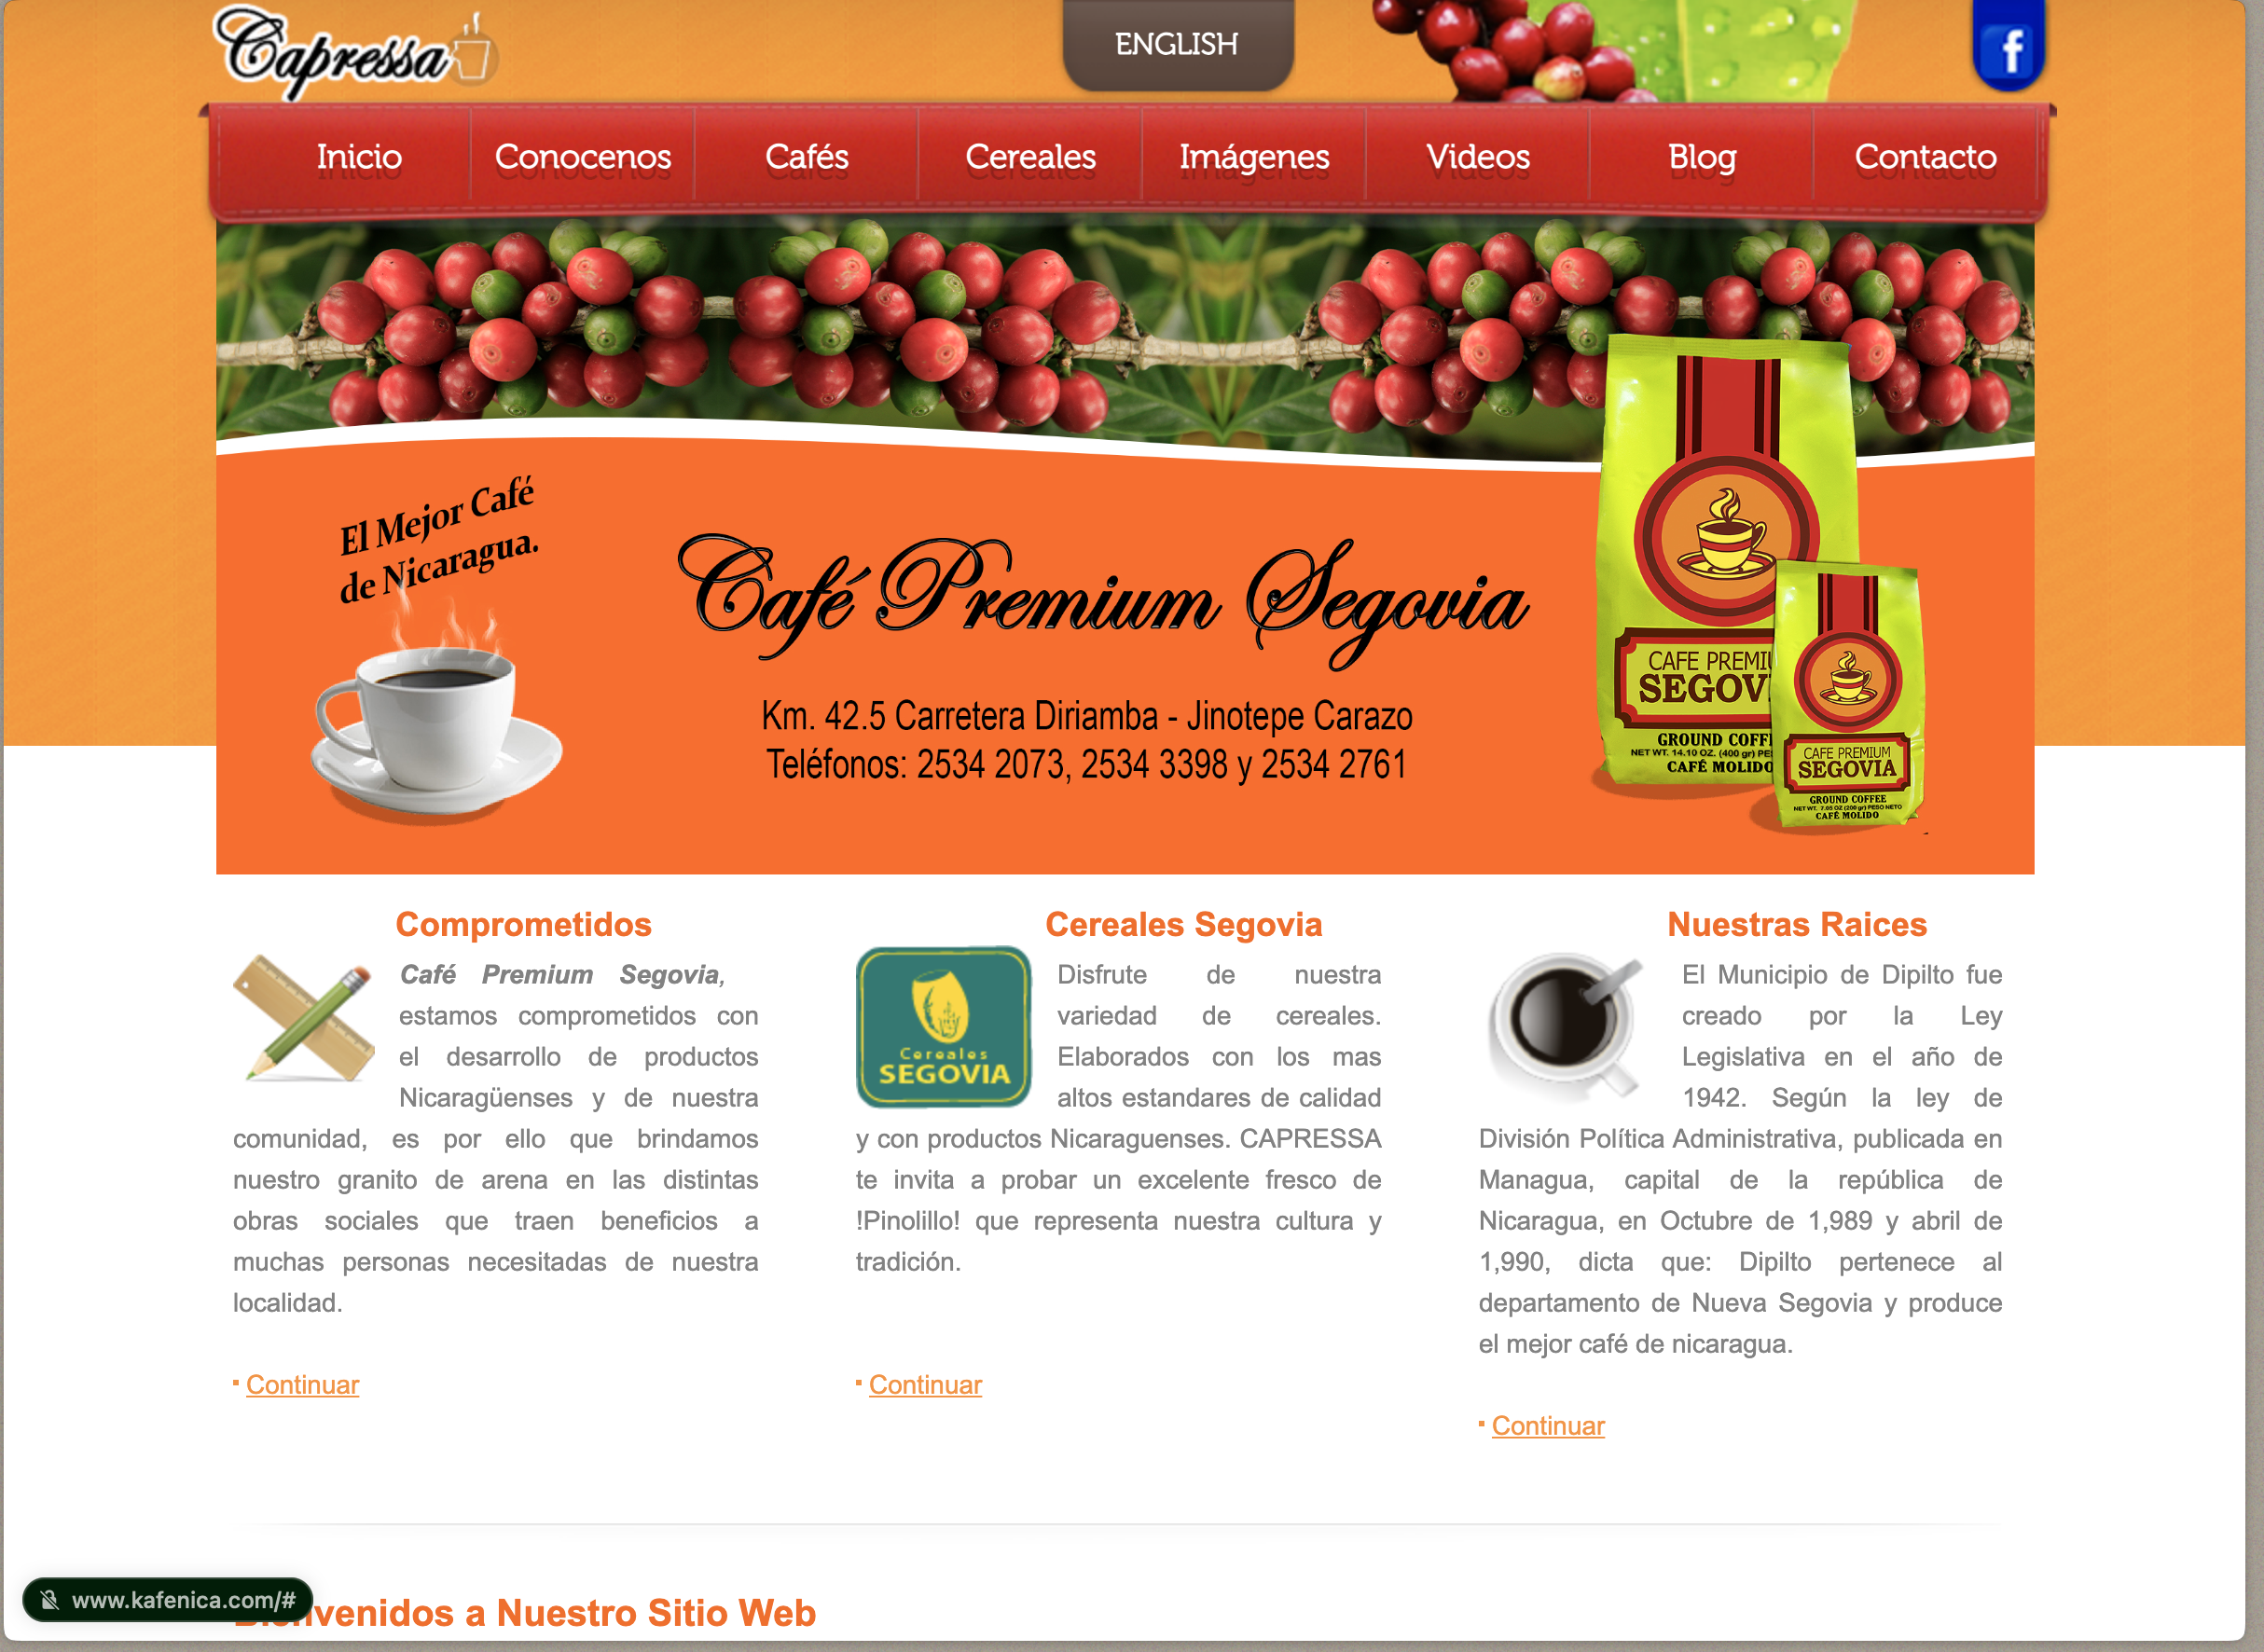 Capressa
ENGLISH
f
Inicio Conocenos Cafés Cereales Imágenes Videos Blog Contacto
El Mejor Café
de Nicaragua.
Café Premium Segovia
Km. 42.5 Carretera Diriamba - Jinotepe Carazo
Teléfonos: 2534 2073, 2534 3398 y 2534 2761
CAFE PREMIU
SEGOV
GROUND COFF
NET WT. 14.10 OZ. (400 gr) PES
CAFÉ MOLIDO
CAFE PREMIUM
SEGOVIA
GROUND COFFEE
NET WT. 7.05 OZ (200 gr) PESO NETO
CAFÉ MOLIDO
Comprometidos
Café Premium Segovia,
estamos comprometidos con
el desarrollo de productos
Nicaragüenses y de nuestra
comunidad, es por ello que brindamos
nuestro granito de arena en las distintas
obras sociales que traen beneficios a
muchas personas necesitadas de nuestra
localidad.
Continuar
Cereales Segovia
Cereales
SEGOVIA
Disfrute de nuestra
variedad de cereales.
Elaborados con los mas
altos estandares de calidad
y con productos Nicaraguenses. CAPRESSA
te invita a probar un excelente fresco de
!Pinolillo! que representa nuestra cultura y
tradición.
Continuar
Nuestras Raices
El Municipio de Dipilto fue
creado por la Ley
Legislativa en el año de
1942. Según la ley de
División Política Administrativa, publicada en
Managua, capital de la república de
Nicaragua, en Octubre de 1,989 y abril de
1,990, dicta que: Dipilto pertenece al
departamento de Nueva Segovia y produce
el mejor café de nicaragua.
Continuar
Bienvenidos a Nuestro Sitio Web
www.kafenica.com/#